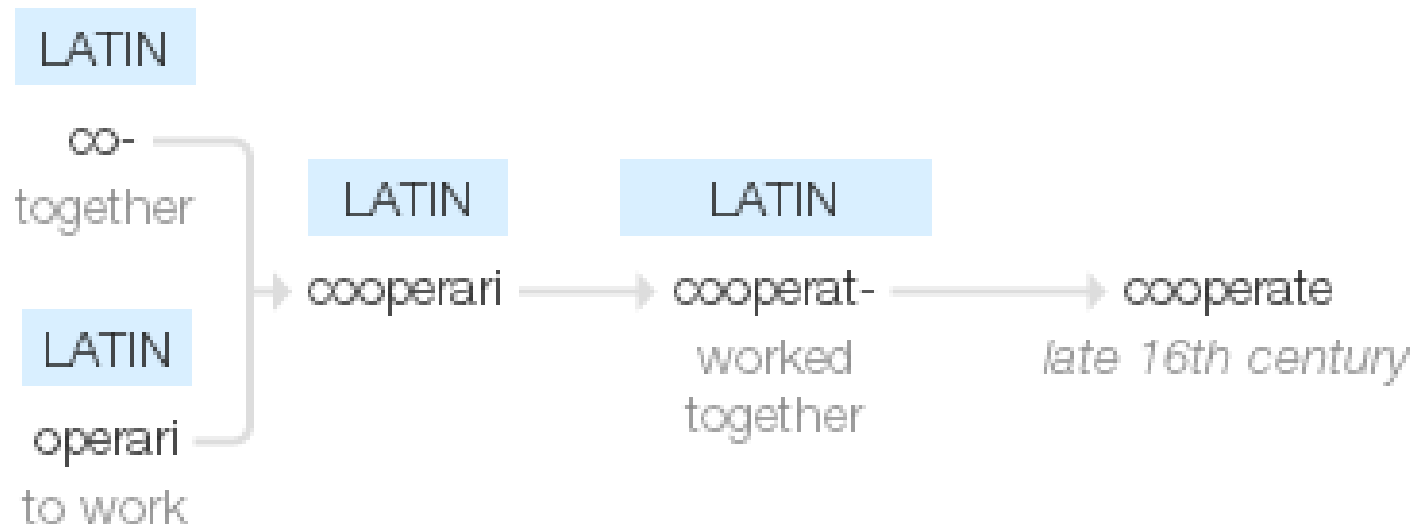 LATIN
co-
together
LATIN
operari
to work
LATIN
cooperari
LATIN
cooperat-
worked
together
cooperate
late 16th century